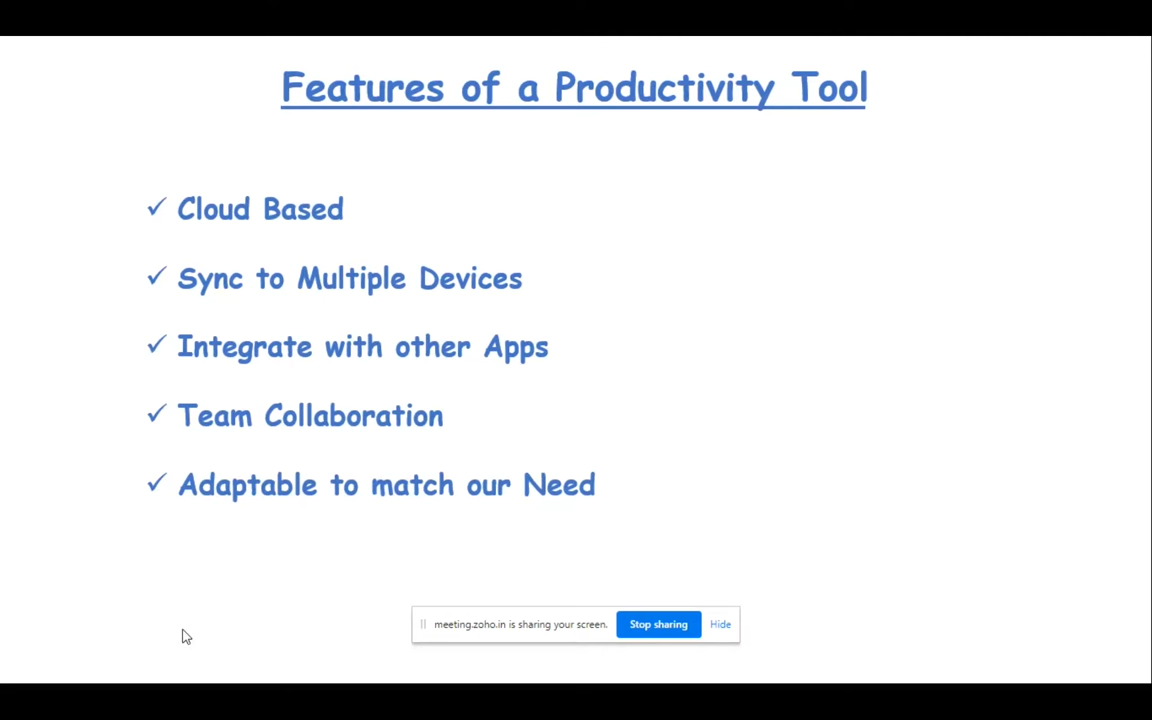 Features of a Productivity Tool
✓ Cloud Based
✓ Sync to Multiple Devices
✓ Integrate with other Apps
✓ Team Collaboration
✓ Adaptable to match our Need
meeting.zoho.in is sharing your screen. Stop sharing Hide